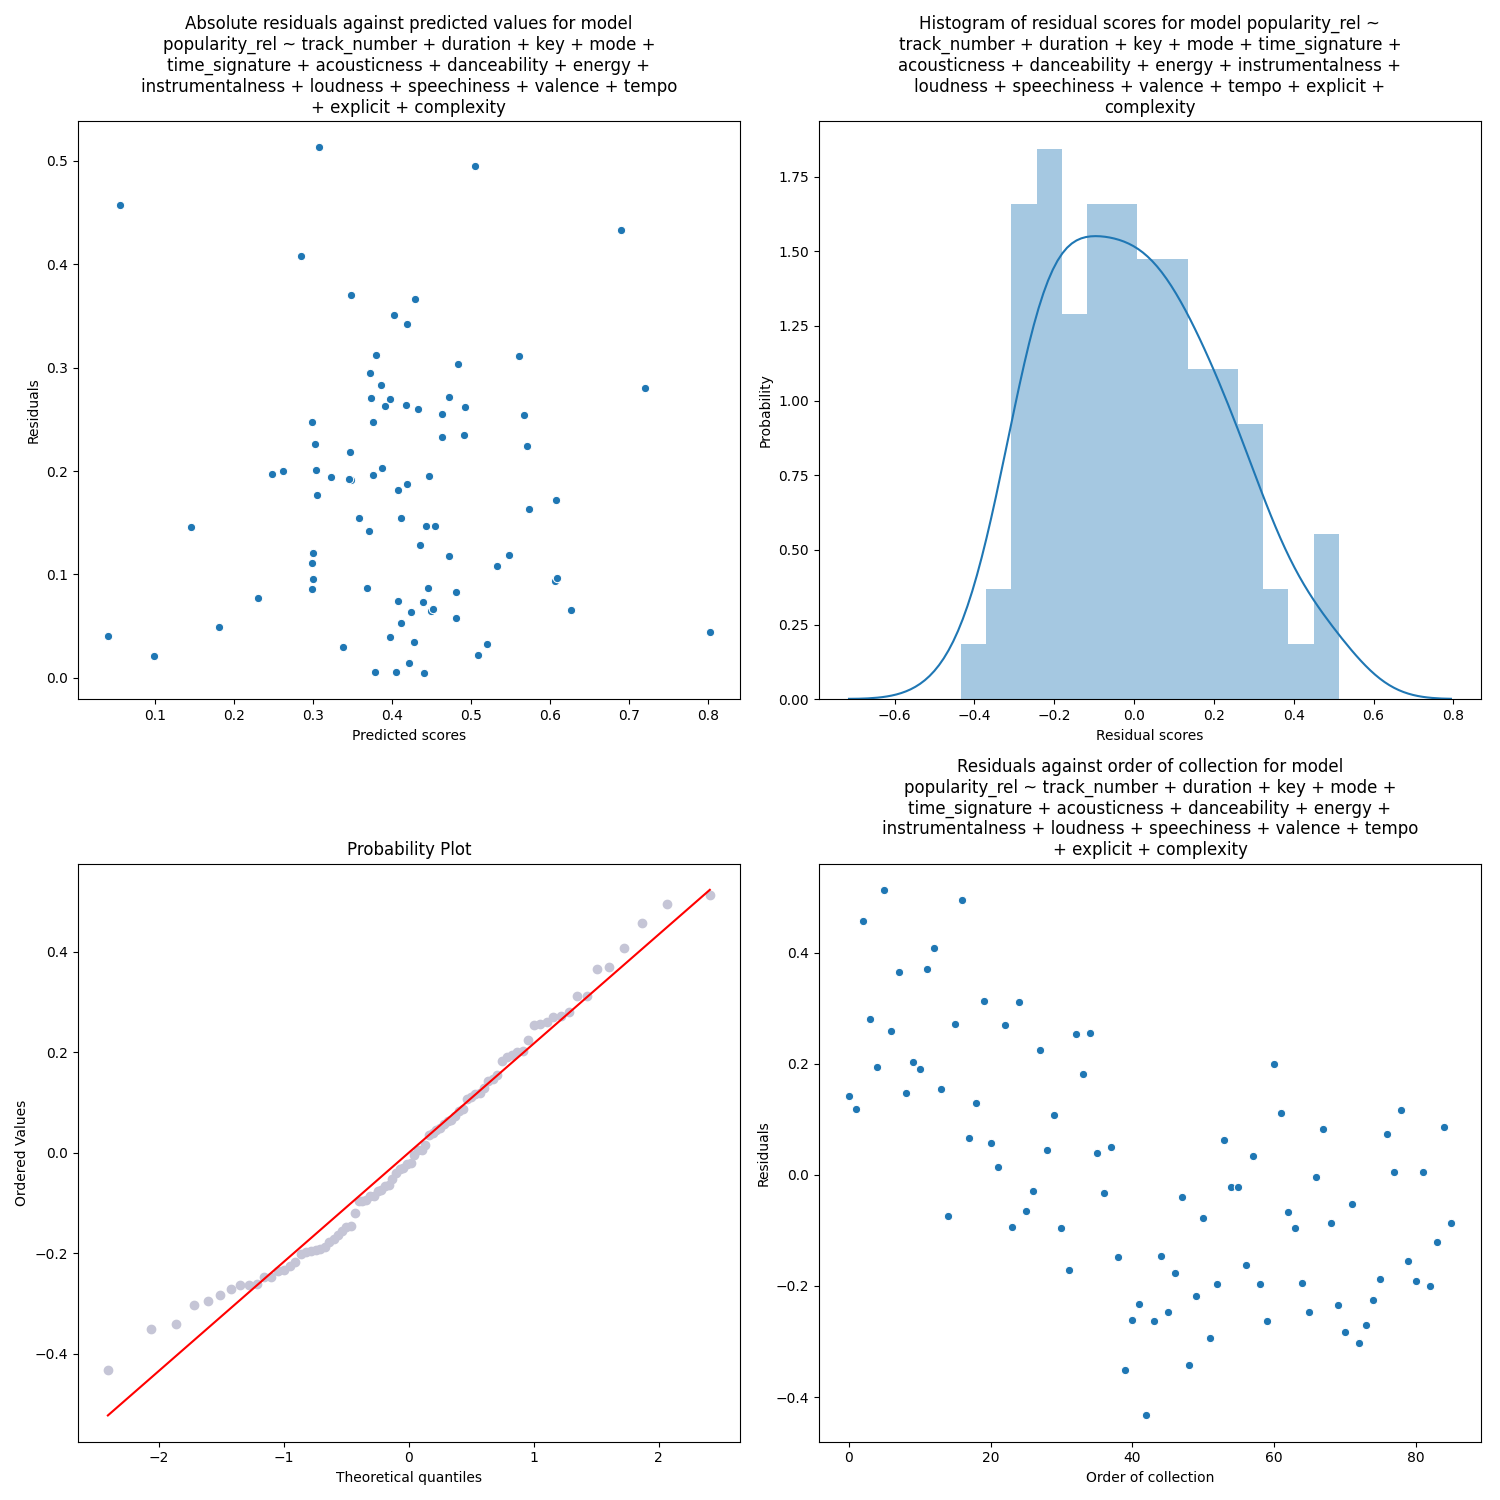 Absolute residuals against predicted values for model
popularity_rel ~ track_number + duration + key + mode +
time_signature + acousticness + danceability + energy +
instrumentalness + loudness + speechiness + valence + tempo
+ explicit + complexity
Residuals
0.5
0.4
0.3
0.2
0.1
0.0
0.1
0.2
0.3
0.4
0.5
0.6
0.7
0.8
Predicted scores
Histogram of residual scores for model popularity_rel ~
track_number + duration + key + mode + time_signature +
acousticness + danceability + energy + instrumentalness +
loudness + speechiness + valence + tempo + explicit +
complexity
Probability
1.75
1.50
1.25
1.00
0.75
0.50
0.25
0.00
−0.6
−0.4
−0.2
0.0
0.2
0.4
0.6
0.8
Residual scores
Probability Plot
Ordered Values
0.4
0.2
0.0
−0.2
−0.4
−2
−1
0
1
2
Theoretical quantiles
Residuals against order of collection for model
popularity_rel ~ track_number + duration + key + mode +
time_signature + acousticness + danceability + energy +
instrumentalness + loudness + speechiness + valence + tempo
+ explicit + complexity
Residuals
0.4
0.2
0.0
−0.2
−0.4
0
20
40
60
80
Order of collection